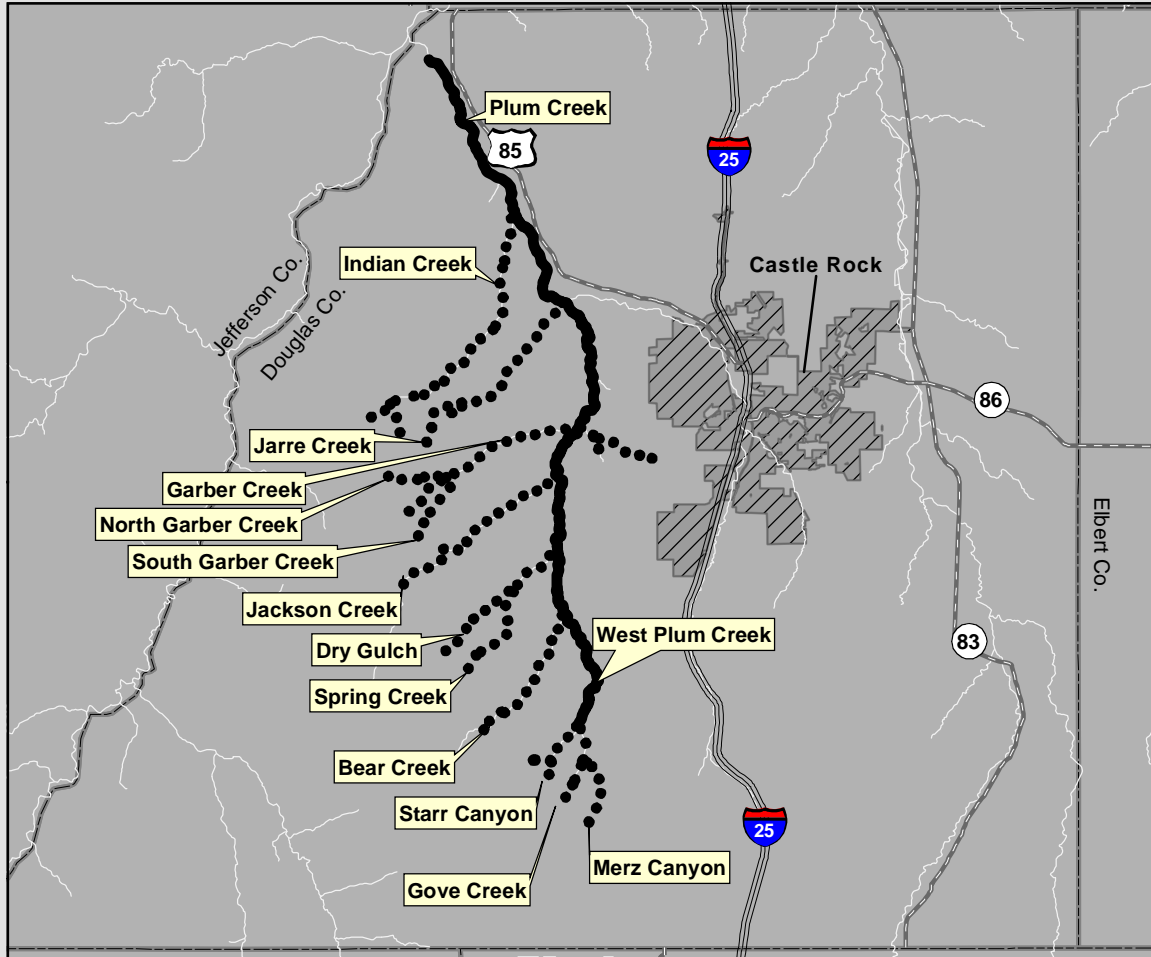 Plum Creek
85
25
Indian Creek
Castle Rock
Jefferson Co.
Douglas Co.
86
Jarre Creek
Garber Creek
North Garber Creek
South Garber Creek
Elbert Co.
Jackson Creek
West Plum Creek
Dry Gulch
83
Spring Creek
Bear Creek
Starr Canyon
25
Merz Canyon
Gove Creek